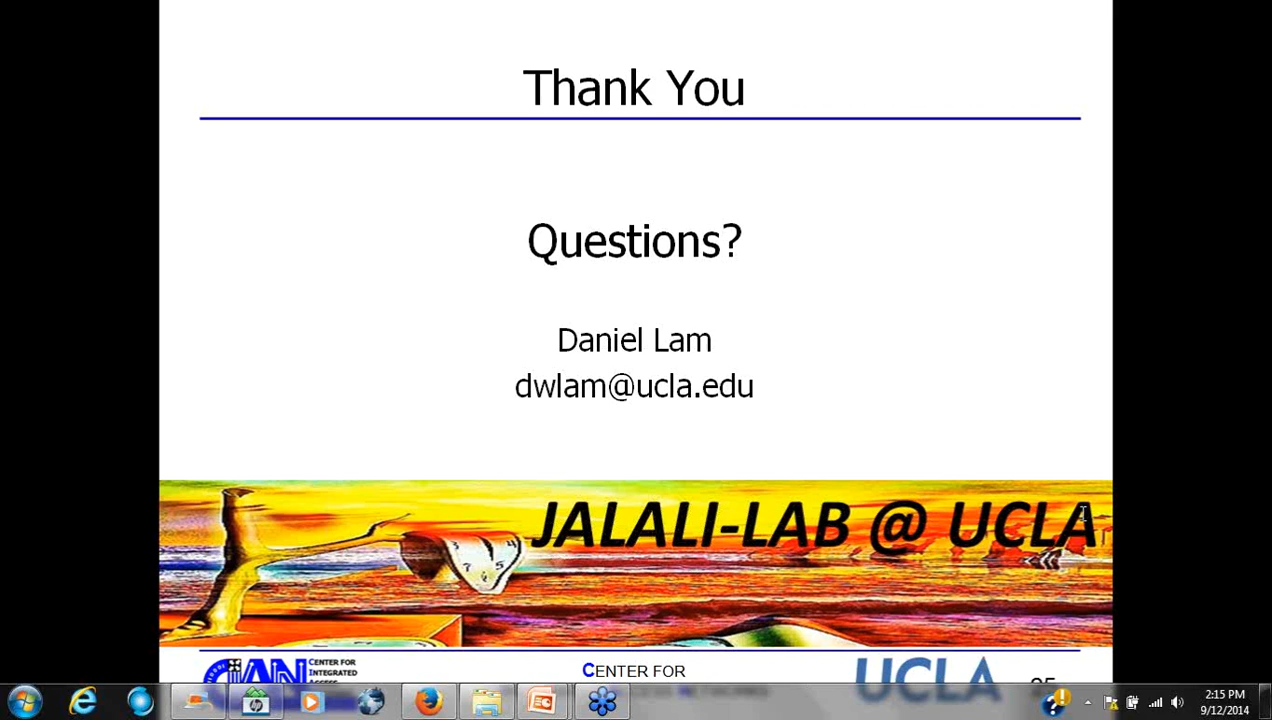 Thank You
Questions?
Daniel Lam
dwlam@ucla.edu
JALALI-LAB @ UCLA
CIAN
CENTER FOR
INTEGRATED
ACCESS
CENTER FOR
UCLA
2:15 PM
9/12/2014